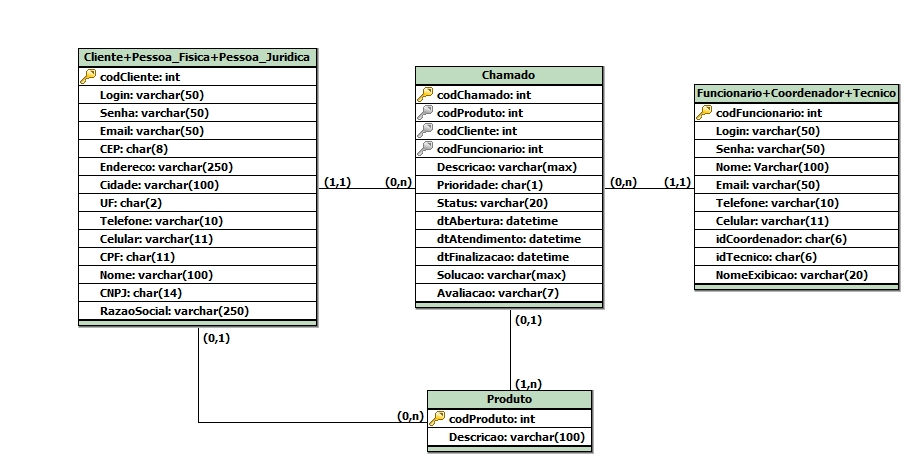 Cliente+Pessoa_Fisica+Pessoa_Juridica
codCliente: int
Login: varchar(50)
Senha: varchar(50)
Email: varchar(50)
CEP: char(8)
Endereco: varchar(250)
Cidade: varchar(100)
UF: char(2)
Telefone: varchar(10)
Celular: varchar(11)
CPF: char(11)
Nome: varchar(100)
CNPJ: char(14)
RazaoSocial: varchar(250)
(1,1)
(0,n)
Chamado
codChamado: int
codProduto: int
codCliente: int
codFuncionario: int
Descricao: varchar(max)
Prioridade: char(1)
Status: varchar(20)
dtAbertura: datetime
dtAtendimento: datetime
dtFinalizacao: datetime
Solucao: varchar(max)
Avaliacao: varchar(7)
(0,n)
(1,1)
Funcionario+Coordenador+Tecnico
codFuncionario: int
Login: varchar(50)
Senha: varchar(50)
Nome: Varchar(100)
Email: varchar(50)
Telefone: varchar(10)
Celular: varchar(11)
idCoordenador: char(6)
idTecnico: char(6)
NomeExibicao: varchar(20)
(0,1)
(0,1)
(1,n)
(0,n)
Produto
codProduto: int
Descricao: varchar(100)